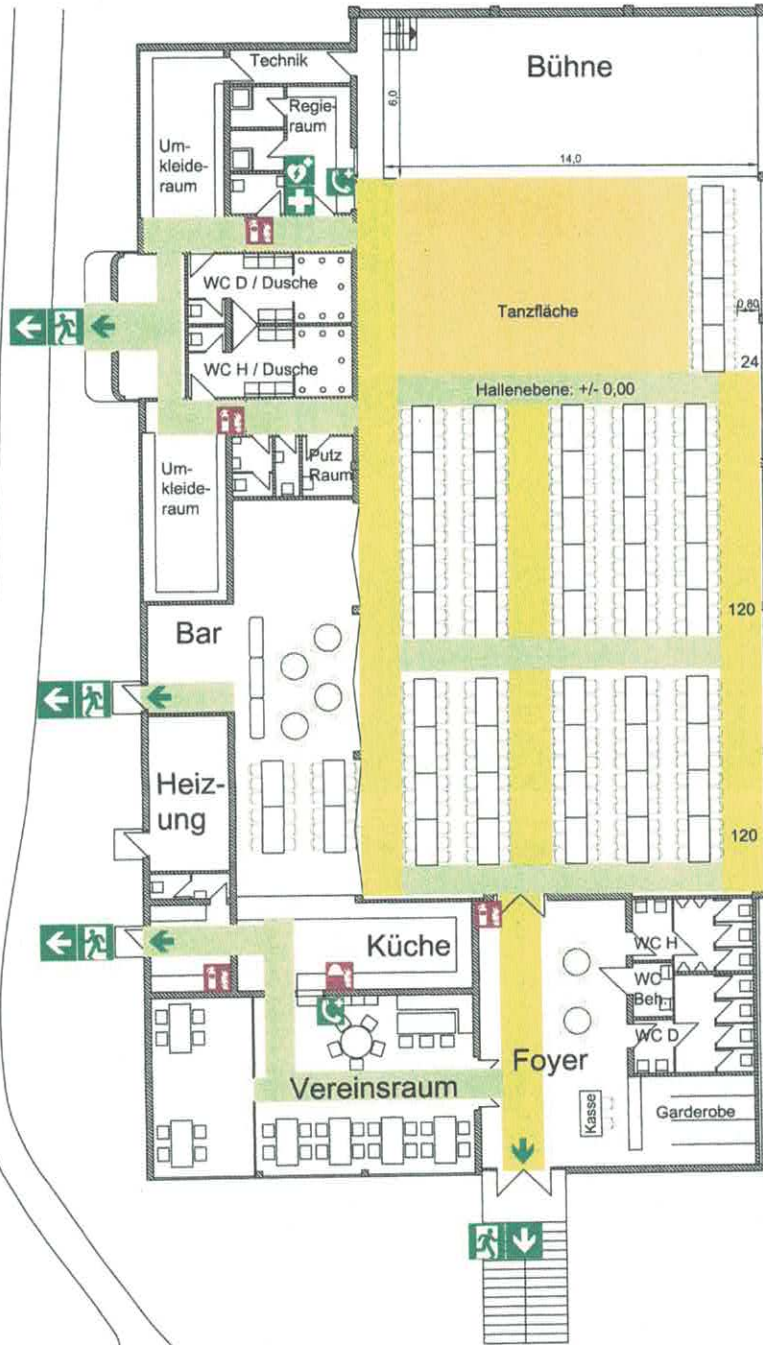 Technik
Bühne
Regie-
raum
6,0
Um-
kleide-
raum
14,0
WC D / Dusche
Tanzfläche
0,80
24
WC H / Dusche
Hallenebene: +/- 0,00
Putz
Raum
Um-
kleide-
raum
120
Bar
Heiz-
ung
120
Küche
WC H
WC
Beh.
WC D
Foyer
Vereinsraum
Kasse
Garderobe